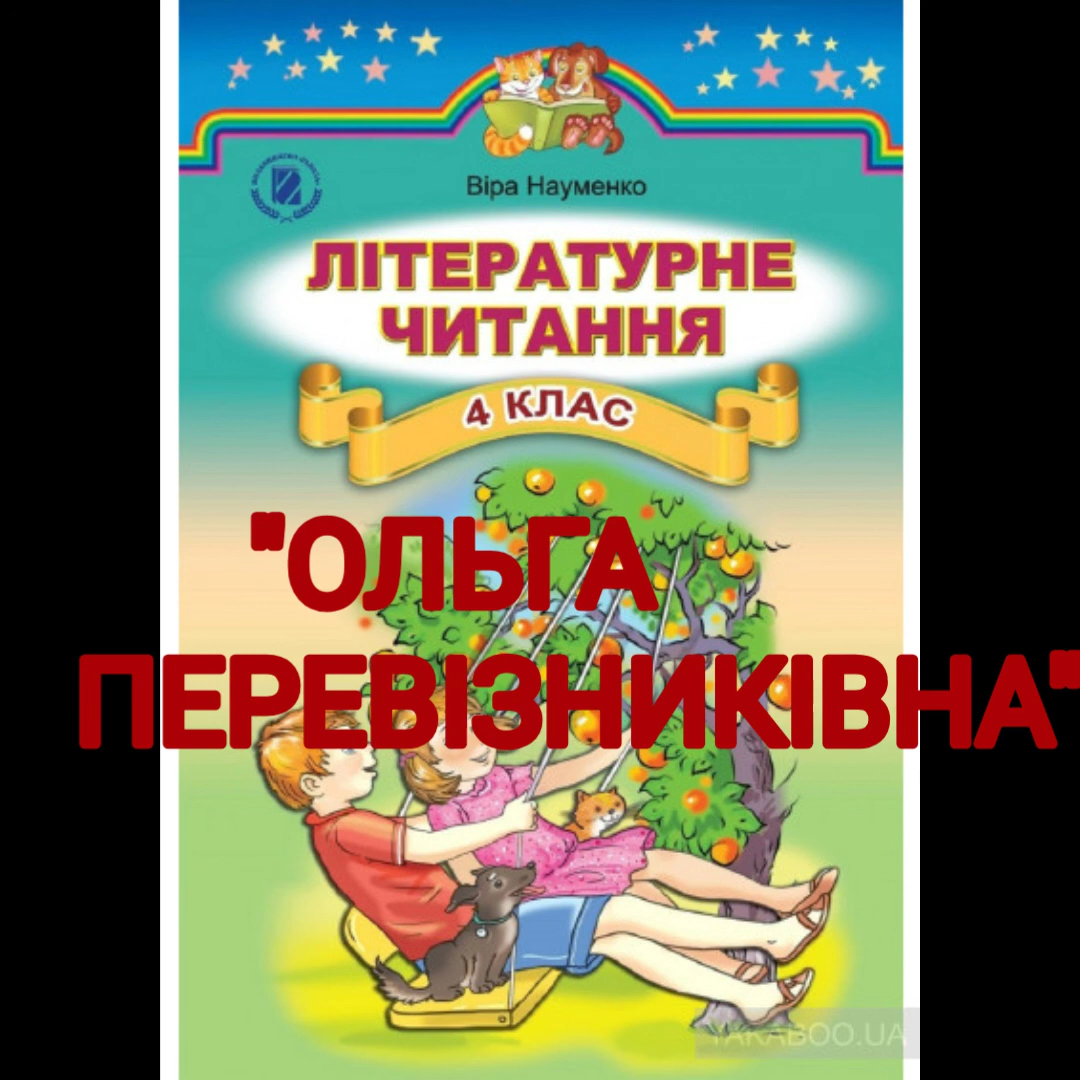 Віра Науменко
ЛІТЕРАТУРНЕ
ЧИТАННЯ
4 КЛАС
"ОЛЬГА
ПЕРЕВІЗНИКІВНА"
YAKABOO.UA